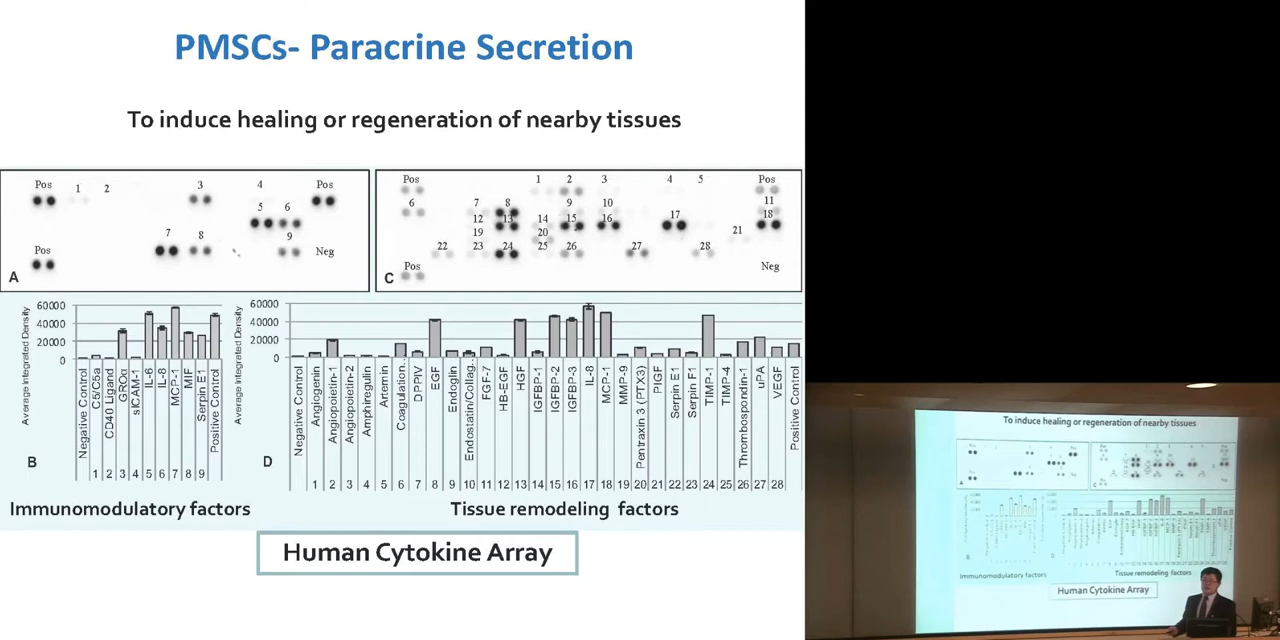 PMSCs- Paracrine Secretion
To induce healing or regeneration of nearby tissues
Pos 1 2 3 4 Pos
5 6
7 8 9
Pos Neg
A
Pos 1 2 3 4 5 Pos
6 7 8 9 10 11
12 13 14 15 16 17 18
19 20 21
22 23 24 25 26 27 28
Pos Neg
C
Average Integrated Density
60000
40000
20000
0
Negative Control
C5/C5a
CD40 Ligand
GROα
sICAM-1
IL-6
IL-8
MCP-1
MIF
Serpin E1
Positive Control
1 2 3 4 5 6 7 8 9
B
Average Integrated Density
60000
40000
20000
0
Negative Control
Angiogenin
Angiopoietin-1
Angiopoietin-2
Amphiregulin
Artemin
Coagulation...
DPPIV
EGF
Endoglin
Endostatin/Collag...
FGF-7
HB-EGF
HGF
IGFBP-1
IGFBP-2
IGFBP-3
IL-8
MCP-1
MMP-9
Pentraxin 3 (PTX3)
PlGF
Serpin E1
Serpin F1
TIMP-1
TIMP-4
Thrombospondin-1
uPA
VEGF
Positive Control
1 2 3 4 5 6 7 8 9 10 11 12 13 14 15 16 17 18 19 20 21 22 23 24 25 26 27 28
D
Immunomodulatory factors
Tissue remodeling factors
Human Cytokine Array
To induce healing or regeneration of nearby tissues
Immunomodulatory factors
Tissue remodeling factors
Human Cytokine Array